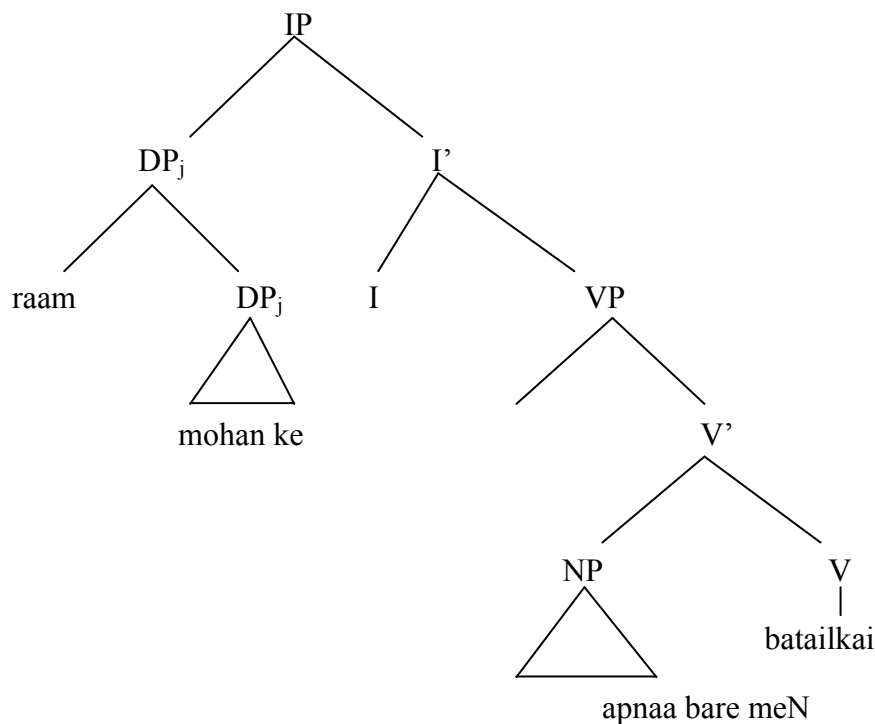 IP
DPj I’
raam DPj I VP
mohan ke
V’
NP V
batailkai
apnaa bare meN